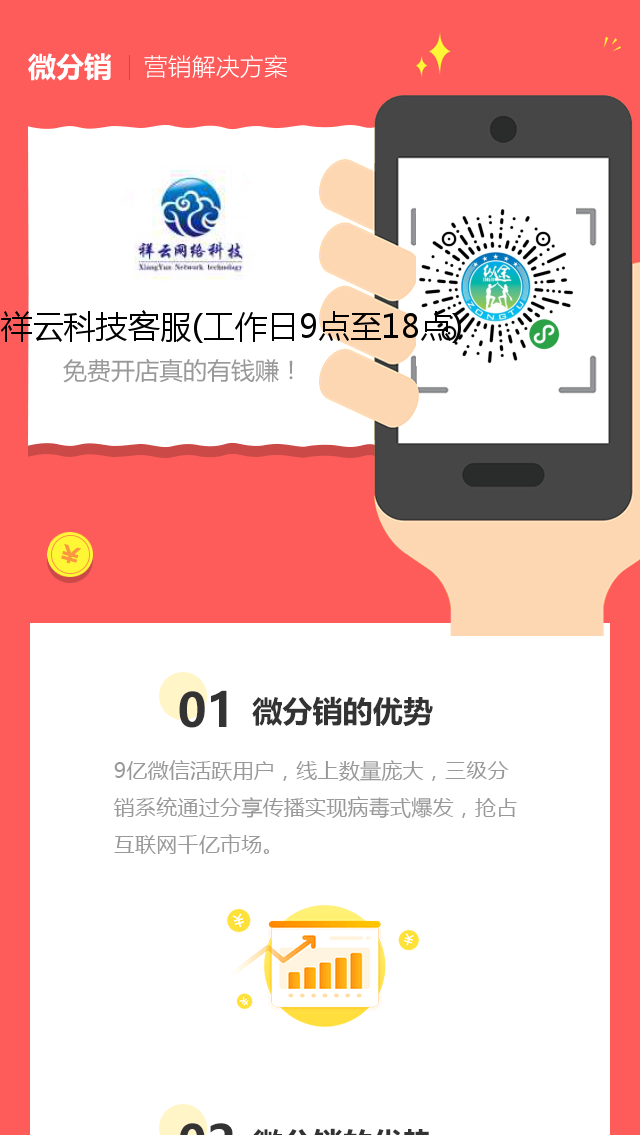 微分销
营销解决方案
祥云网络科技
XiangYun Network technology
祥云科技客服(工作日9点至18点)
免费开店真的有钱赚！
纵途
ZONGTU
01 微分销的优势
9亿微信活跃用户，线上数量庞大，三级分
销系统通过分享传播实现病毒式爆发，抢占
互联网千亿市场。